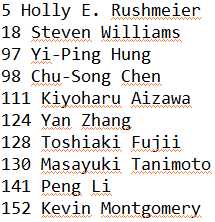 5 Holly E. Rushmeier
18 Steven Williams
97 Yi-Ping Hung
98 Chu-Song Chen
111 Kiyoharu Aizawa
124 Yan Zhang
128 Toshiaki Fujii
130 Masayuki Tanimoto
141 Peng Li
152 Kevin Montgomery